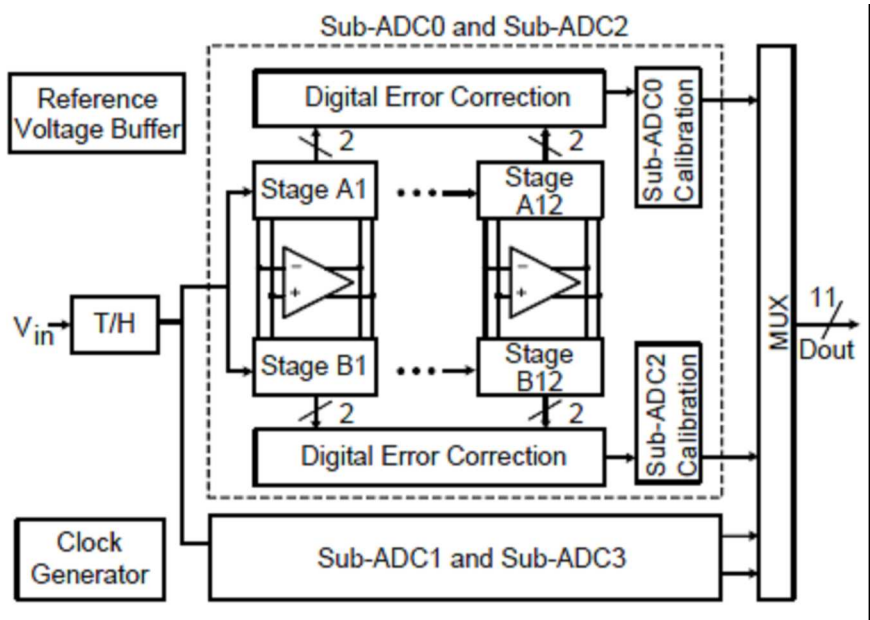 Sub-ADC0 and Sub-ADC2
Reference
Voltage Buffer
Digital Error Correction
Sub-ADC0
Calibration
2
2
Stage A1
Stage
A12
−
+
−
+
Vin
T/H
MUX
11
Dout
Stage B1
Stage
B12
2
2
Digital Error Correction
Sub-ADC2
Calibration
Clock
Generator
Sub-ADC1 and Sub-ADC3